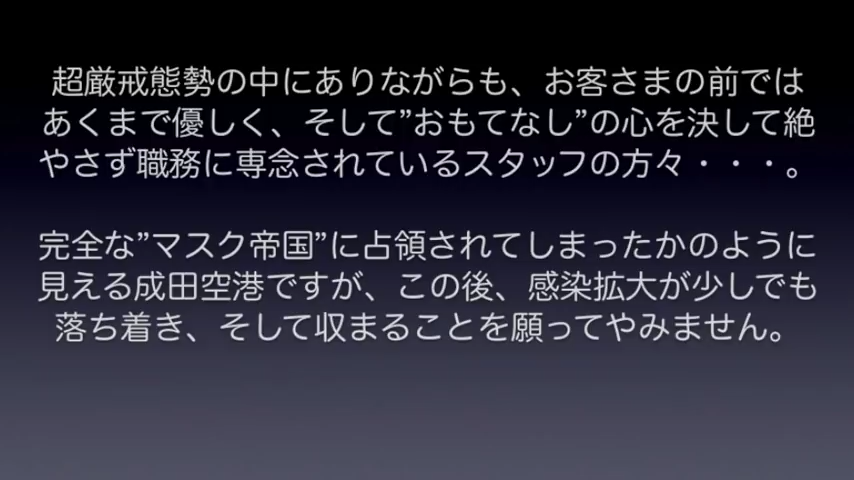 超厳戒態勢の中にありながらも、お客さまの前では
あくまで優しく、そして”おもてなし”の心を決して絶
やさず職務に専念されているスタッフの方々・・・。
完全な”マスク帝国”に占領されてしまったかのように
見える成田空港ですが、この後、感染拡大が少しでも
落ち着き、そして収まることを願ってやみません。